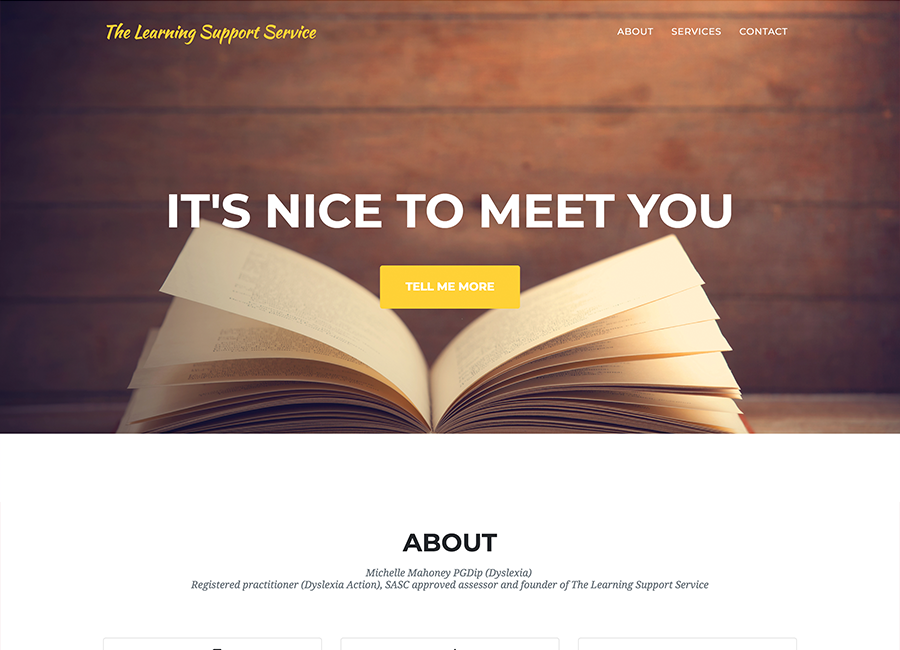 The Learning Support Service
ABOUT SERVICES CONTACT
IT'S NICE TO MEET YOU
TELL ME MORE
ABOUT
Michelle Mahoney PGDip (Dyslexia)
Registered practitioner (Dyslexia Action), SASC approved assessor and founder of The Learning Support Service